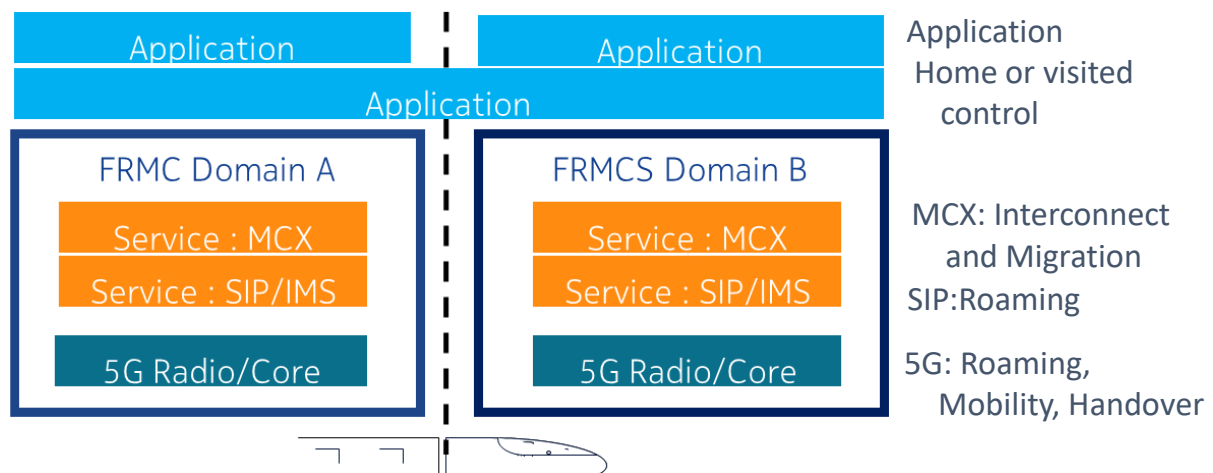 Application
Application
Application
FRMC Domain A
Service : MCX
Service : SIP/IMS
5G Radio/Core
FRMCS Domain B
Service : MCX
Service : SIP/IMS
5G Radio/Core
Application
Home or visited
control
MCX: Interconnect
and Migration
SIP:Roaming
5G: Roaming,
Mobility, Handover